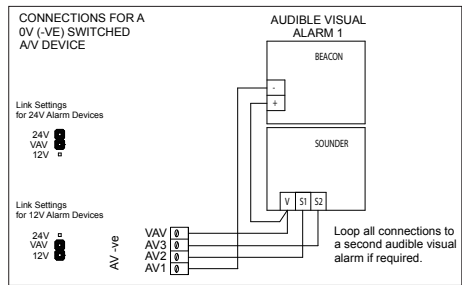 CONNECTIONS FOR A
0V (-VE) SWITCHED
A/V DEVICE
AUDIBLE VISUAL
ALARM 1
BEACON
-
+
Link Settings
for 24V Alarm Devices
24V
VAV
12V
SOUNDER
V S1 S2
Link Settings
for 12V Alarm Devices
24V
VAV
12V
AV -ve
VAV
AV3
AV2
AV1
Loop all connections to
a second audible visual
alarm if required.